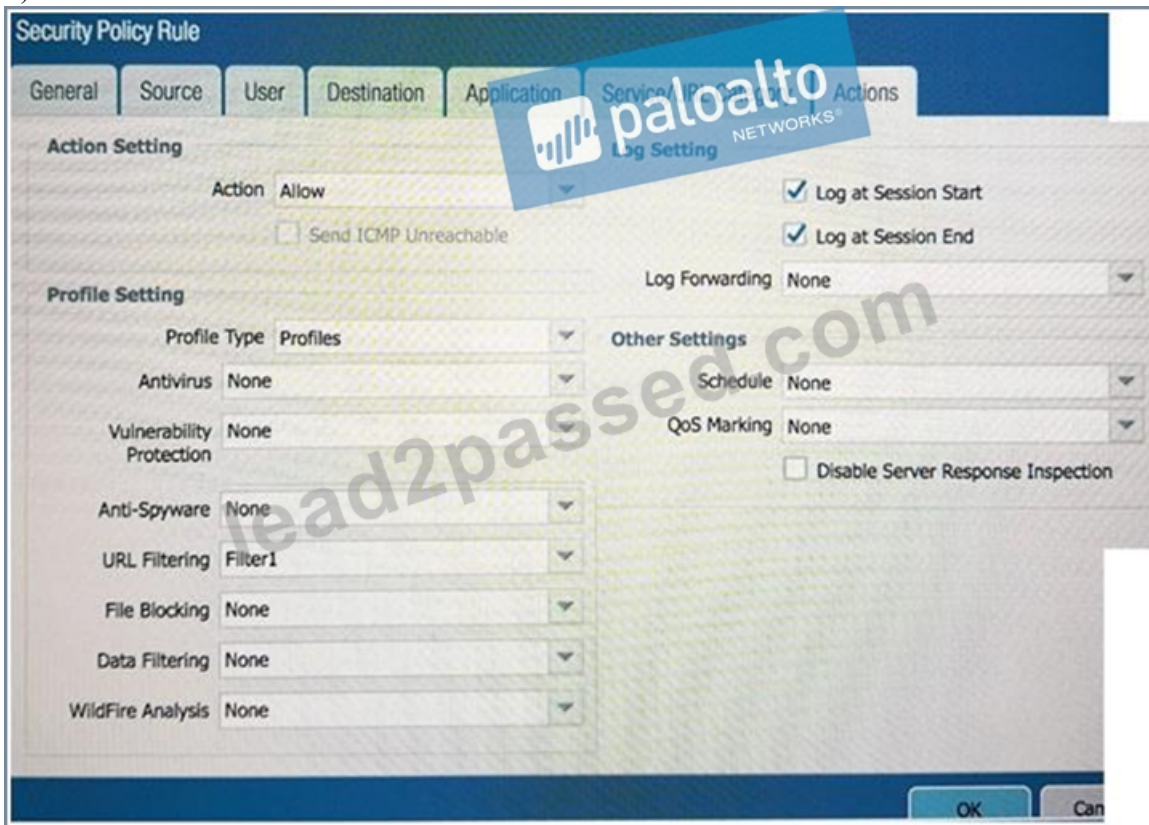 Security Policy Rule
General Source User Destination Application Service/URL Category Actions
paloalto
NETWORKS®
Action Setting
Action Allow
Send ICMP Unreachable
Profile Setting
Profile Type Profiles
Antivirus None
Vulnerability Protection None
Anti-Spyware None
URL Filtering Filter1
File Blocking None
Data Filtering None
WildFire Analysis None
Log Setting
Log at Session Start
Log at Session End
Log Forwarding None
Other Settings
Schedule None
QoS Marking None
Disable Server Response Inspection
lead2passed.com
OK